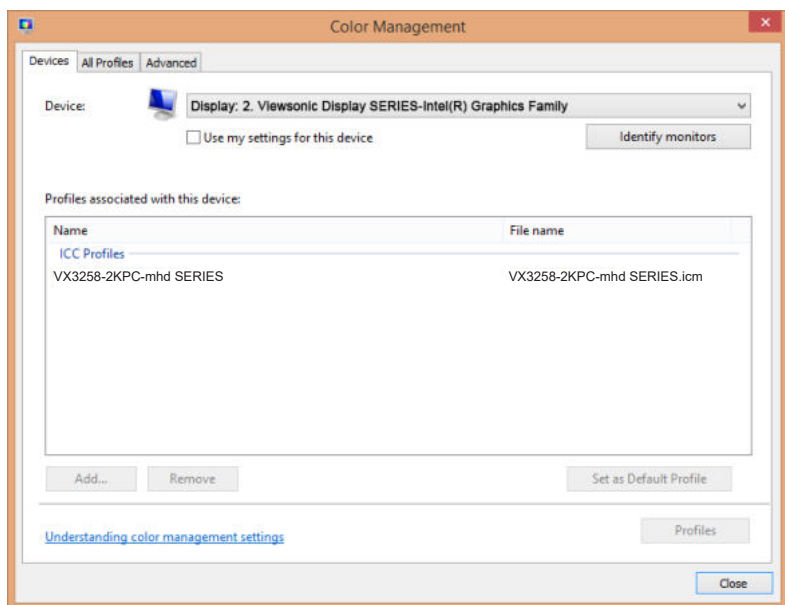 Color Management
Devices All Profiles Advanced
Device: Display: 2. Viewsonic Display SERIES-Intel(R) Graphics Family
Use my settings for this device Identify monitors
Profiles associated with this device:
Name File name
ICC Profiles
VX3258-2KPC-mhd SERIES VX3258-2KPC-mhd SERIES.icm
Add... Remove Set as Default Profile
Understanding color management settings Profiles
Close